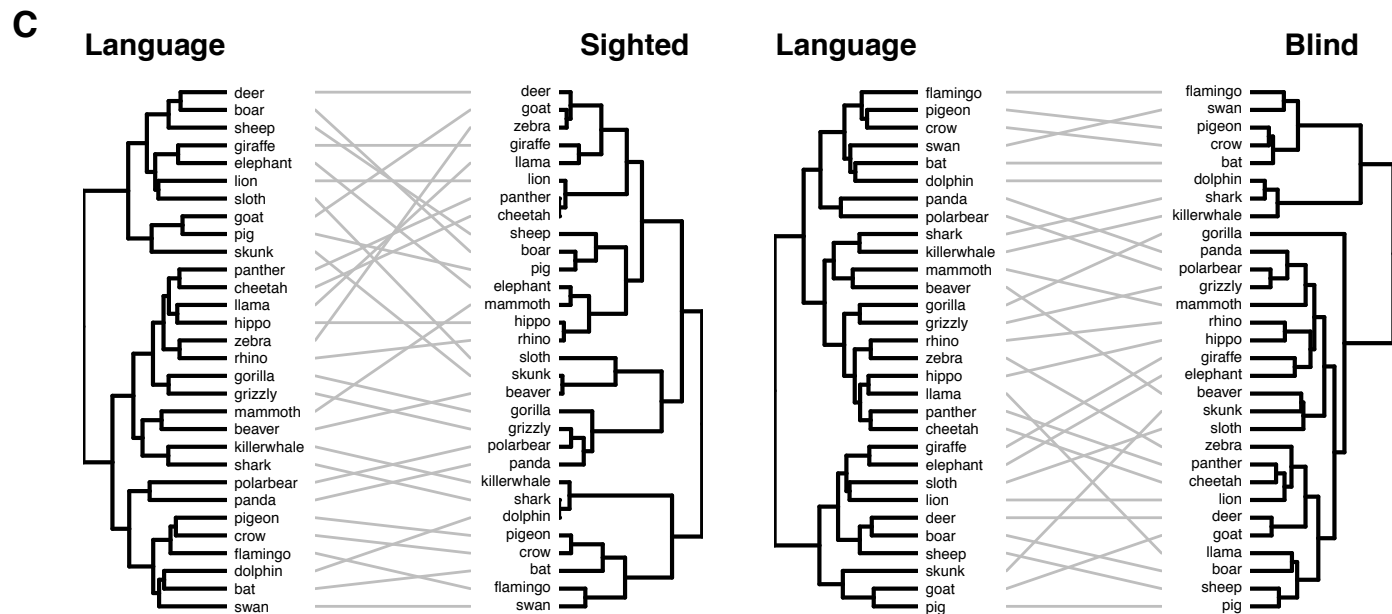 C
Language
Sighted
Language
Blind
deer
boar
sheep
giraffe
elephant
lion
sloth
goat
pig
skunk
panther
cheetah
llama
hippo
zebra
rhino
gorilla
grizzly
mammoth
beaver
killerwhale
shark
polarbear
panda
pigeon
crow
flamingo
dolphin
bat
swan
deer
goat
zebra
giraffe
llama
lion
panther
cheetah
sheep
boar
pig
elephant
mammoth
hippo
rhino
sloth
skunk
beaver
gorilla
grizzly
polarbear
panda
killerwhale
shark
dolphin
pigeon
crow
bat
flamingo
swan
flamingo
pigeon
crow
swan
bat
dolphin
panda
polarbear
shark
killerwhale
mammoth
beaver
gorilla
grizzly
rhino
zebra
hippo
llama
panther
cheetah
giraffe
elephant
sloth
lion
deer
boar
sheep
skunk
goat
pig
flamingo
swan
pigeon
crow
bat
dolphin
shark
killerwhale
gorilla
panda
polarbear
grizzly
mammoth
rhino
hippo
giraffe
elephant
beaver
skunk
sloth
zebra
panther
cheetah
lion
deer
goat
llama
boar
sheep
pig